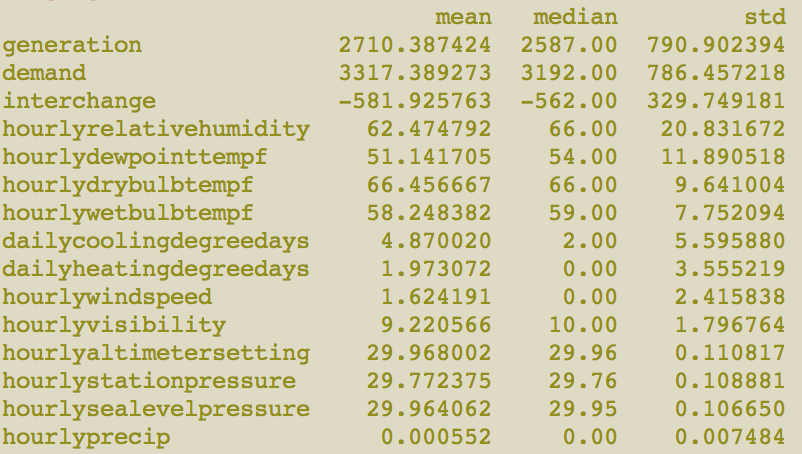 mean median std
generation 2710.387424 2587.00 790.902394
demand 3317.389273 3192.00 786.457218
interchange -581.925763 -562.00 329.749181
hourlyrelativehumidity 62.474792 66.00 20.831672
hourlydewpointtempf 51.141705 54.00 11.890518
hourlydrybulbtempf 66.456667 66.00 9.641004
hourlywetbulbtempf 58.248382 59.00 7.752094
dailycoolingdegreedays 4.870020 2.00 5.595880
dailyheatingdegreedays 1.973072 0.00 3.555219
hourlywindspeed 1.624191 0.00 2.415838
hourlyvisibility 9.220566 10.00 1.796764
hourlyaltimetersetting 29.968002 29.96 0.110817
hourlystationpressure 29.772375 29.76 0.108881
hourlysealevelpressure 29.964062 29.95 0.106650
hourlyprecip 0.000552 0.00 0.007484